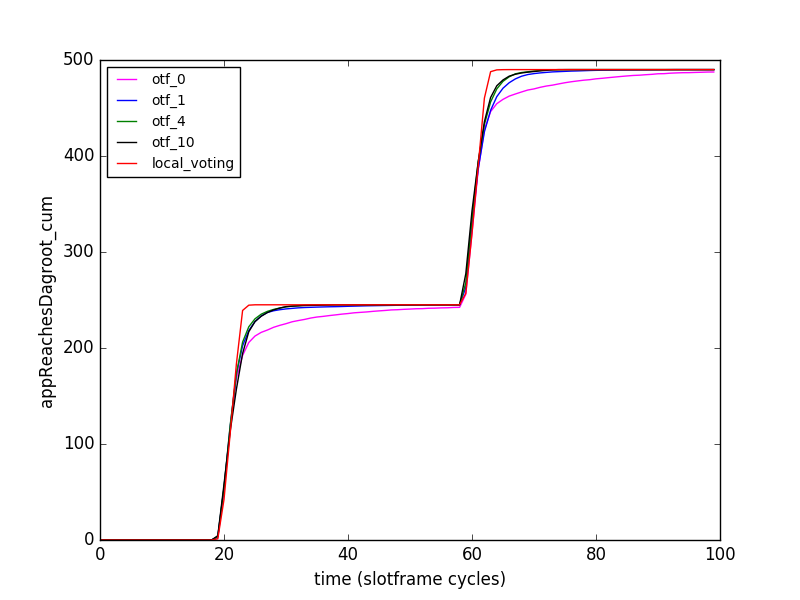 500
400
300
200
100
0
appReachesDagroot_cum
otf_0
otf_1
otf_4
otf_10
local_voting
0 20 40 60 80 100
time (slotframe cycles)